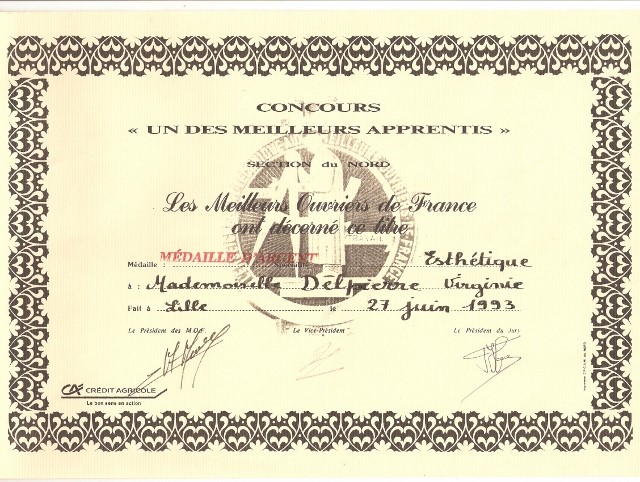 CONCOURS
« UN DES MEILLEURS APPRENTIS »
SECTION du NORD
Les Meilleurs Ouvriers de France
ont décerné ce titre
TRAVAIL
Médaille : MÉDAILLE D'ARGENT Spécialité Esthétique
à : Mademoiselle Delpierre Virginie
Fait à Lille le 27 juin 1993
Le Président des M.O.F. Le Vice-Président Le Président du Jury
CRÉDIT AGRICOLE
Le bon sens en action